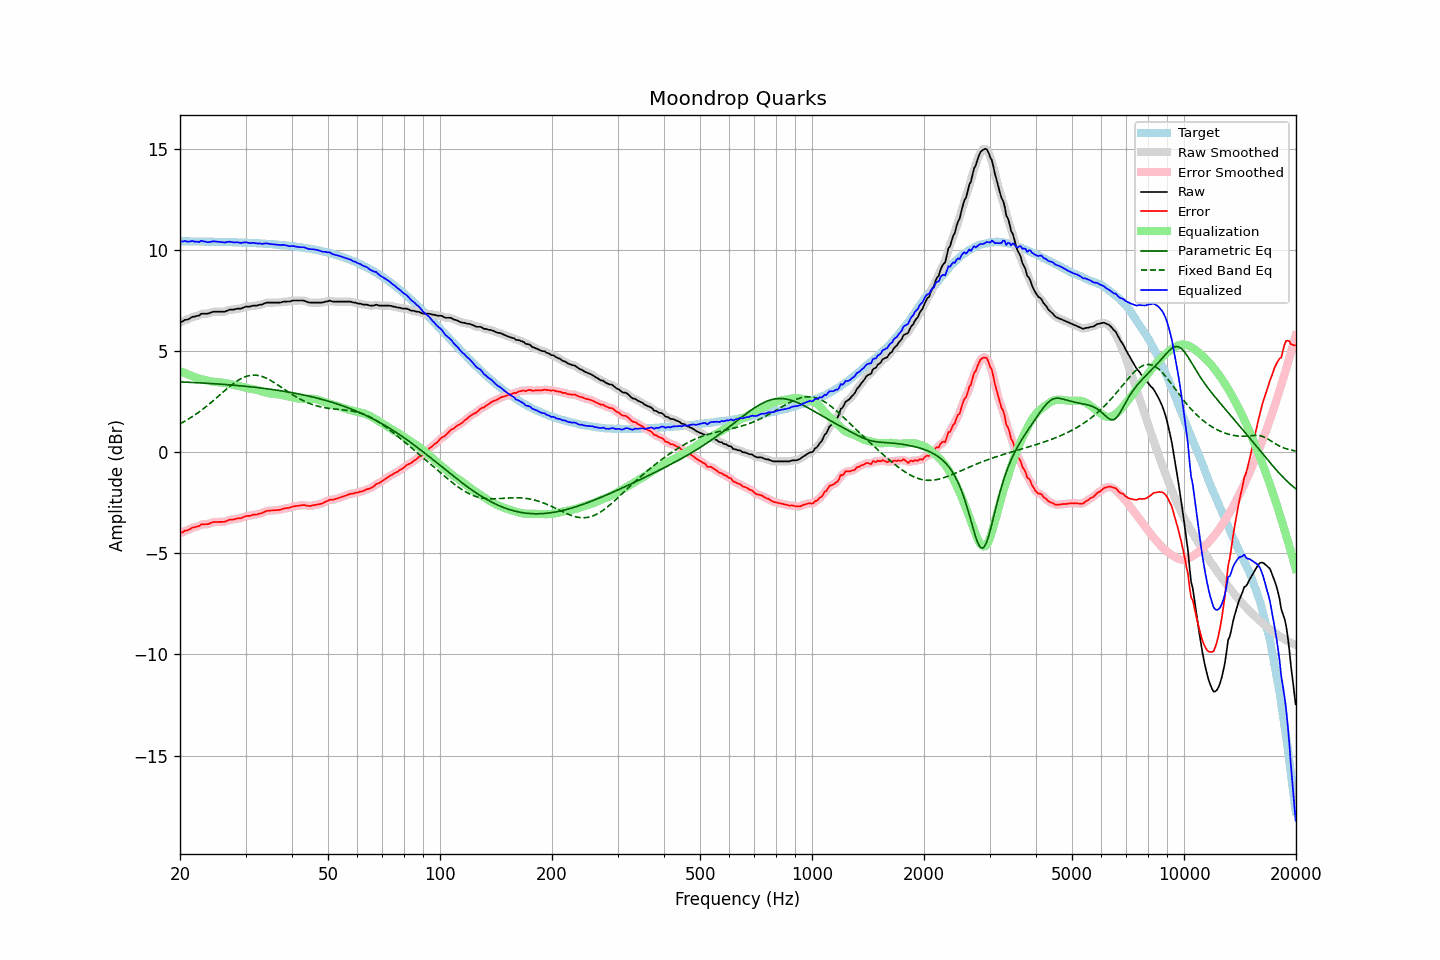 Moondrop Quarks
Target
Raw Smoothed
Error Smoothed
Raw
Error
Equalization
Parametric Eq
Fixed Band Eq
Equalized
Amplitude (dBr)
15
10
5
0
−5
−10
−15
20 50 100 200 500 1000 2000 5000 10000 20000
Frequency (Hz)